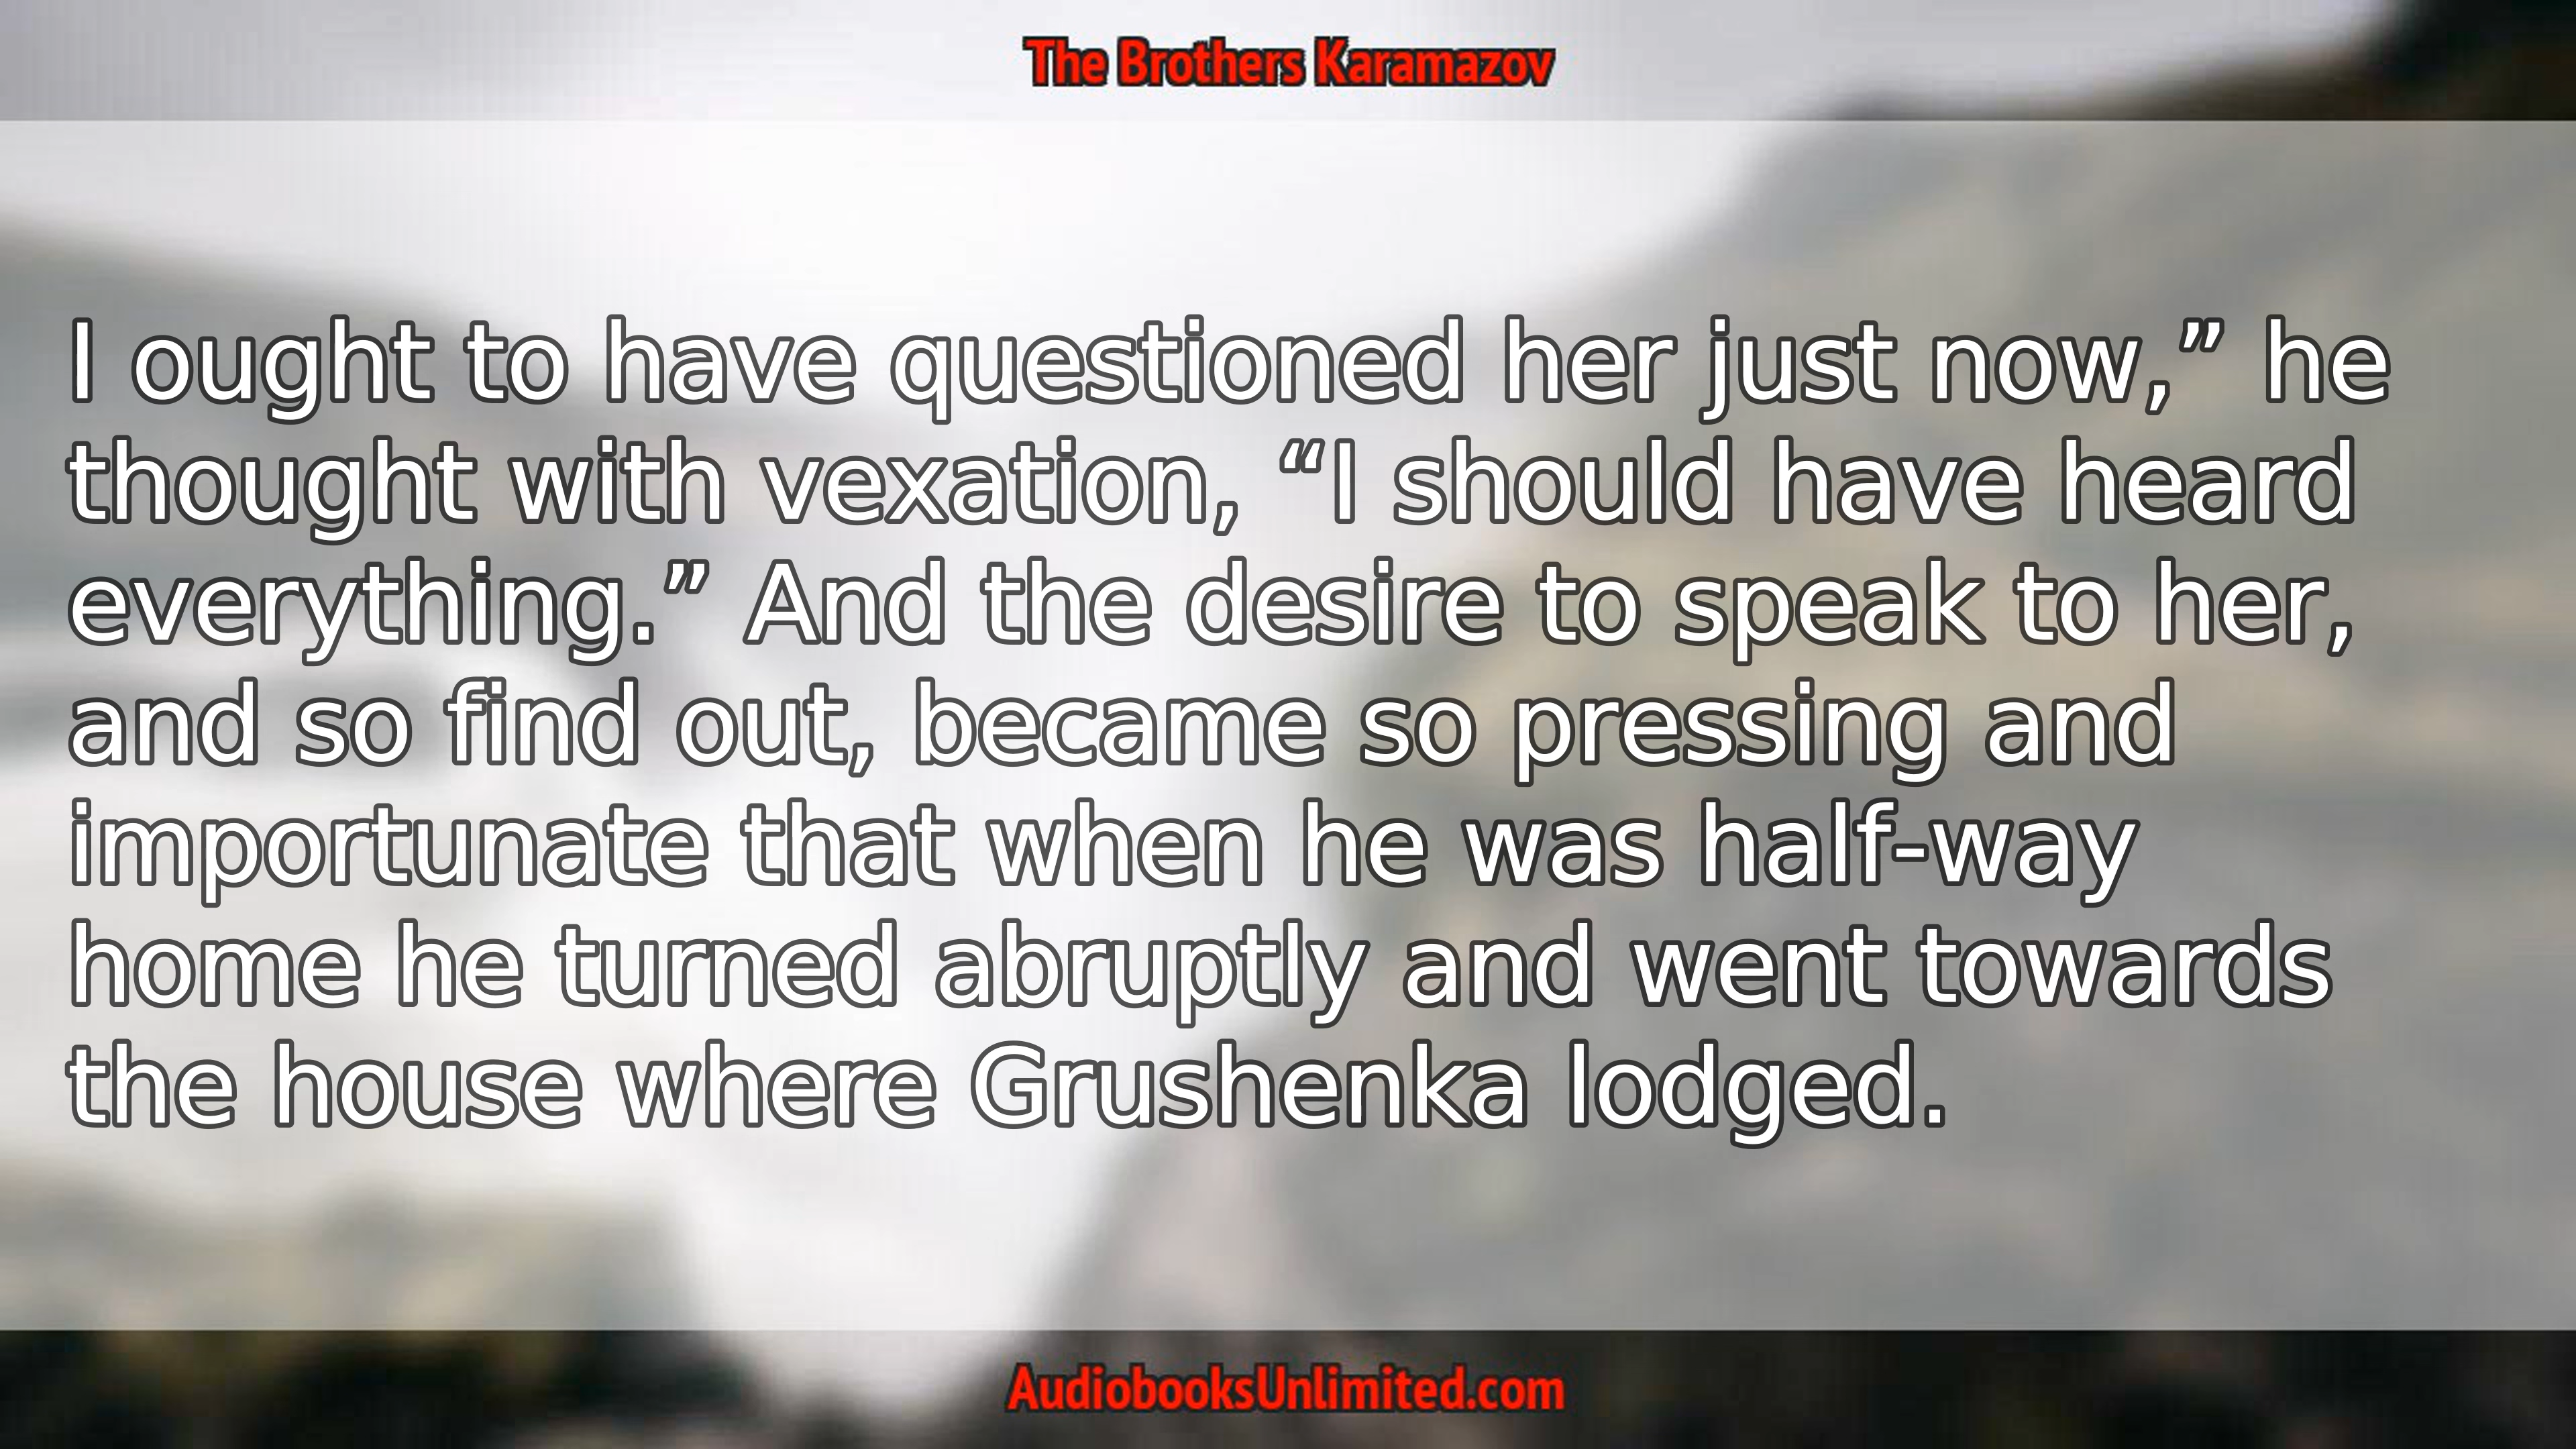 The Brothers Karamazov
I ought to have questioned her just now,” he
thought with vexation, “I should have heard
everything.” And the desire to speak to her,
and so find out, became so pressing and
importunate that when he was half-way
home he turned abruptly and went towards
the house where Grushenka lodged.
AudiobooksUnlimited.com